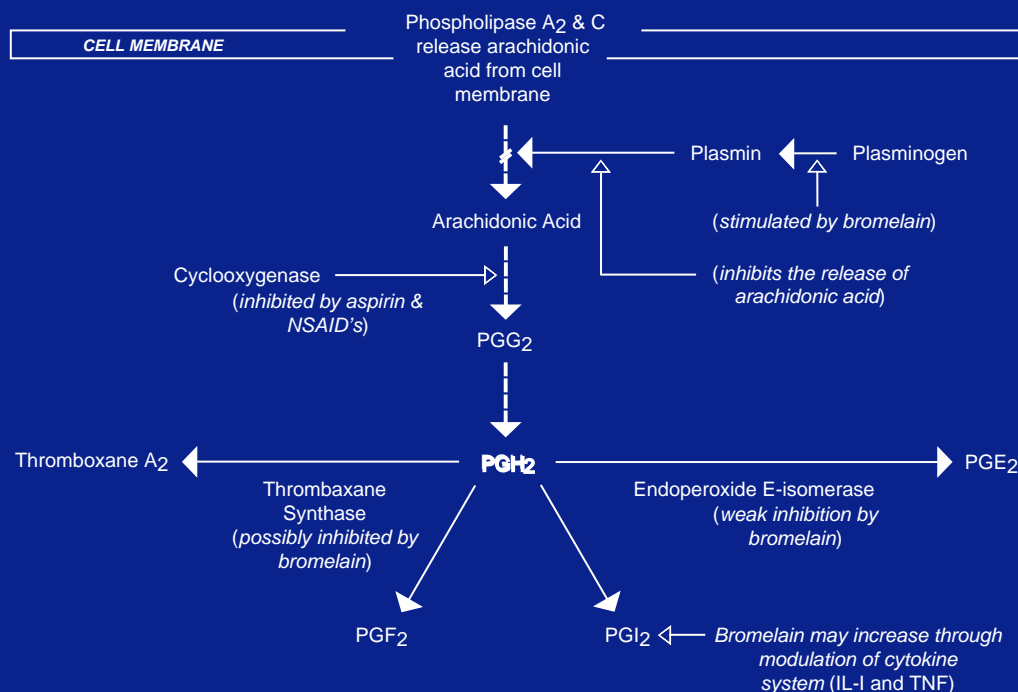 Phospholipase A2 & C
release arachidonic
acid from cell
membrane
CELL MEMBRANE
Plasmin
Plasminogen
Arachidonic Acid
(stimulated by bromelain)
Cyclooxygenase
(inhibited by aspirin &
NSAID's)
(inhibits the release of
arachidonic acid)
PGG2
Thromboxane A2
PGH2
PGE2
Thrombaxane
Synthase
(possibly inhibited by
bromelain)
Endoperoxide E-isomerase
(weak inhibition by
bromelain)
PGF2
PGI2
Bromelain may increase through
modulation of cytokine
system (IL-I and TNF)